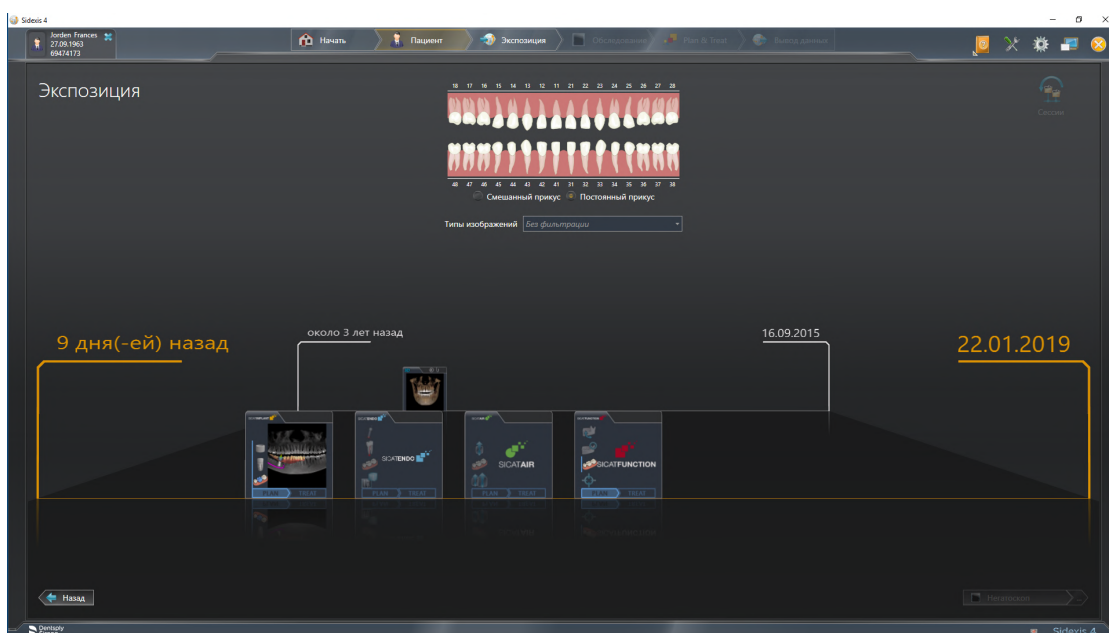 Sidexis 4
Jorden Frances
27.09.1963
69474173
Начать
Пациент
Экспозиция
Обследование
Plan & Treat
Вывод данных
Экспозиция
Сессии
18 17 16 15 14 13 12 11 21 22 23 24 25 26 27 28
48 47 46 45 44 43 42 41 31 32 33 34 35 36 37 38
Смешанный прикус Постоянный прикус
Типы изображений Без фильтрации
9 дня(-ей) назад
около 3 лет назад
16.09.2015
22.01.2019
SICATENDO
SICATAIR
SICATFUNCTION
PLAN TREAT
PLAN TREAT
PLAN TREAT
PLAN TREAT
Назад
Негатоскоп
Dentsply
Sidexis 4